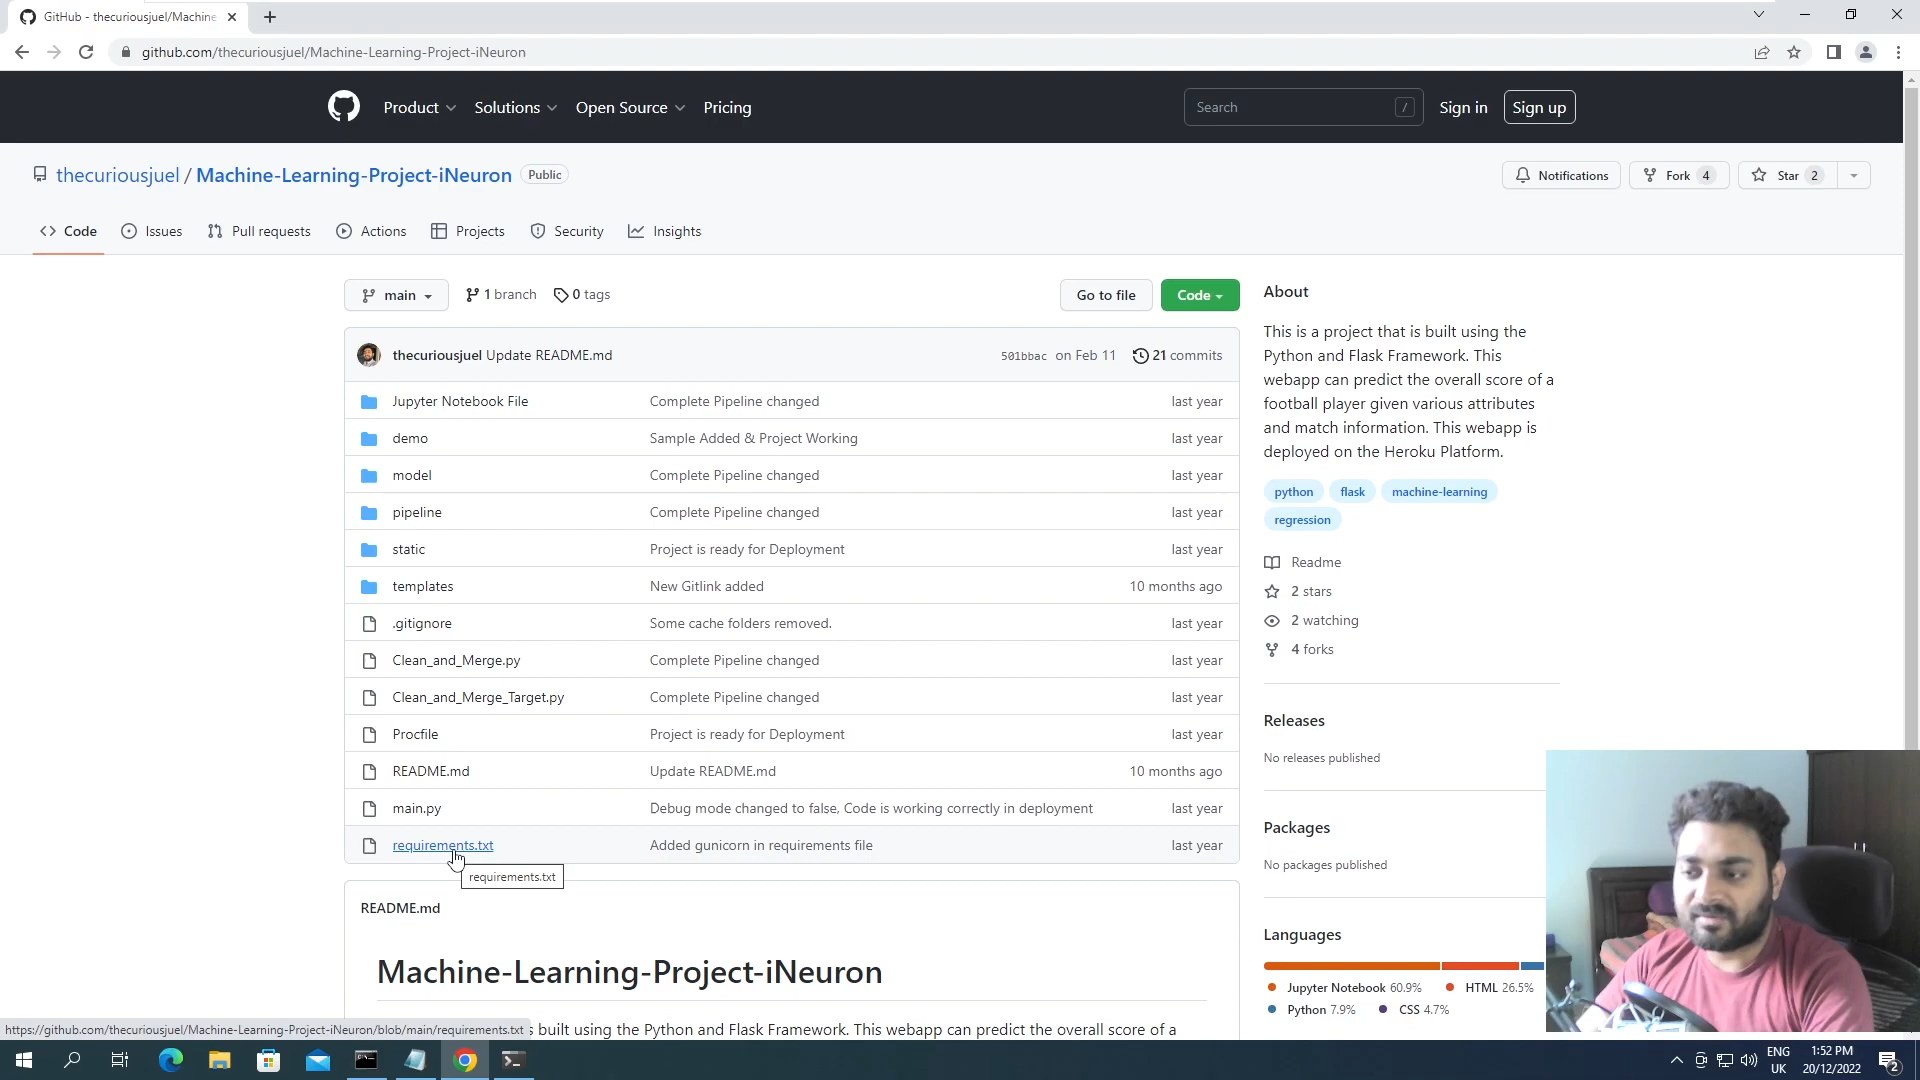 GitHub - thecuriousjuel/Machine
github.com/thecuriousjuel/Machine-Learning-Project-iNeuron
Product
Solutions
Open Source
Pricing
Search
/
Sign in
Sign up
thecuriousjuel / Machine-Learning-Project-iNeuron
Public
Notifications
Fork 4
Star 2
Code
Issues
Pull requests
Actions
Projects
Security
Insights
main
1 branch
0 tags
Go to file
Code
thecuriousjuel Update README.md
501bbac on Feb 11
21 commits
Jupyter Notebook File
Complete Pipeline changed
last year
demo
Sample Added & Project Working
last year
model
Complete Pipeline changed
last year
pipeline
Complete Pipeline changed
last year
static
Project is ready for Deployment
last year
templates
New Gitlink added
10 months ago
.gitignore
Some cache folders removed.
last year
Clean_and_Merge.py
Complete Pipeline changed
last year
Clean_and_Merge_Target.py
Complete Pipeline changed
last year
Procfile
Project is ready for Deployment
last year
README.md
Update README.md
10 months ago
main.py
Debug mode changed to false, Code is working correctly in deployment
last year
requirements.txt
Added gunicorn in requirements file
last year
requirements.txt
README.md
Machine-Learning-Project-iNeuron
built using the Python and Flask Framework. This webapp can predict the overall score of a
https://github.com/thecuriousjuel/Machine-Learning-Project-iNeuron/blob/main/requirements.txt
About
This is a project that is built using the
Python and Flask Framework. This
webapp can predict the overall score of a
football player given various attributes
and match information. This webapp is
deployed on the Heroku Platform.
python
flask
machine-learning
regression
Readme
2 stars
2 watching
4 forks
Releases
No releases published
Packages
No packages published
Languages
Jupyter Notebook 60.9%
HTML 26.5%
Python 7.9%
CSS 4.7%
ENG
UK
1:52 PM
20/12/2022
2